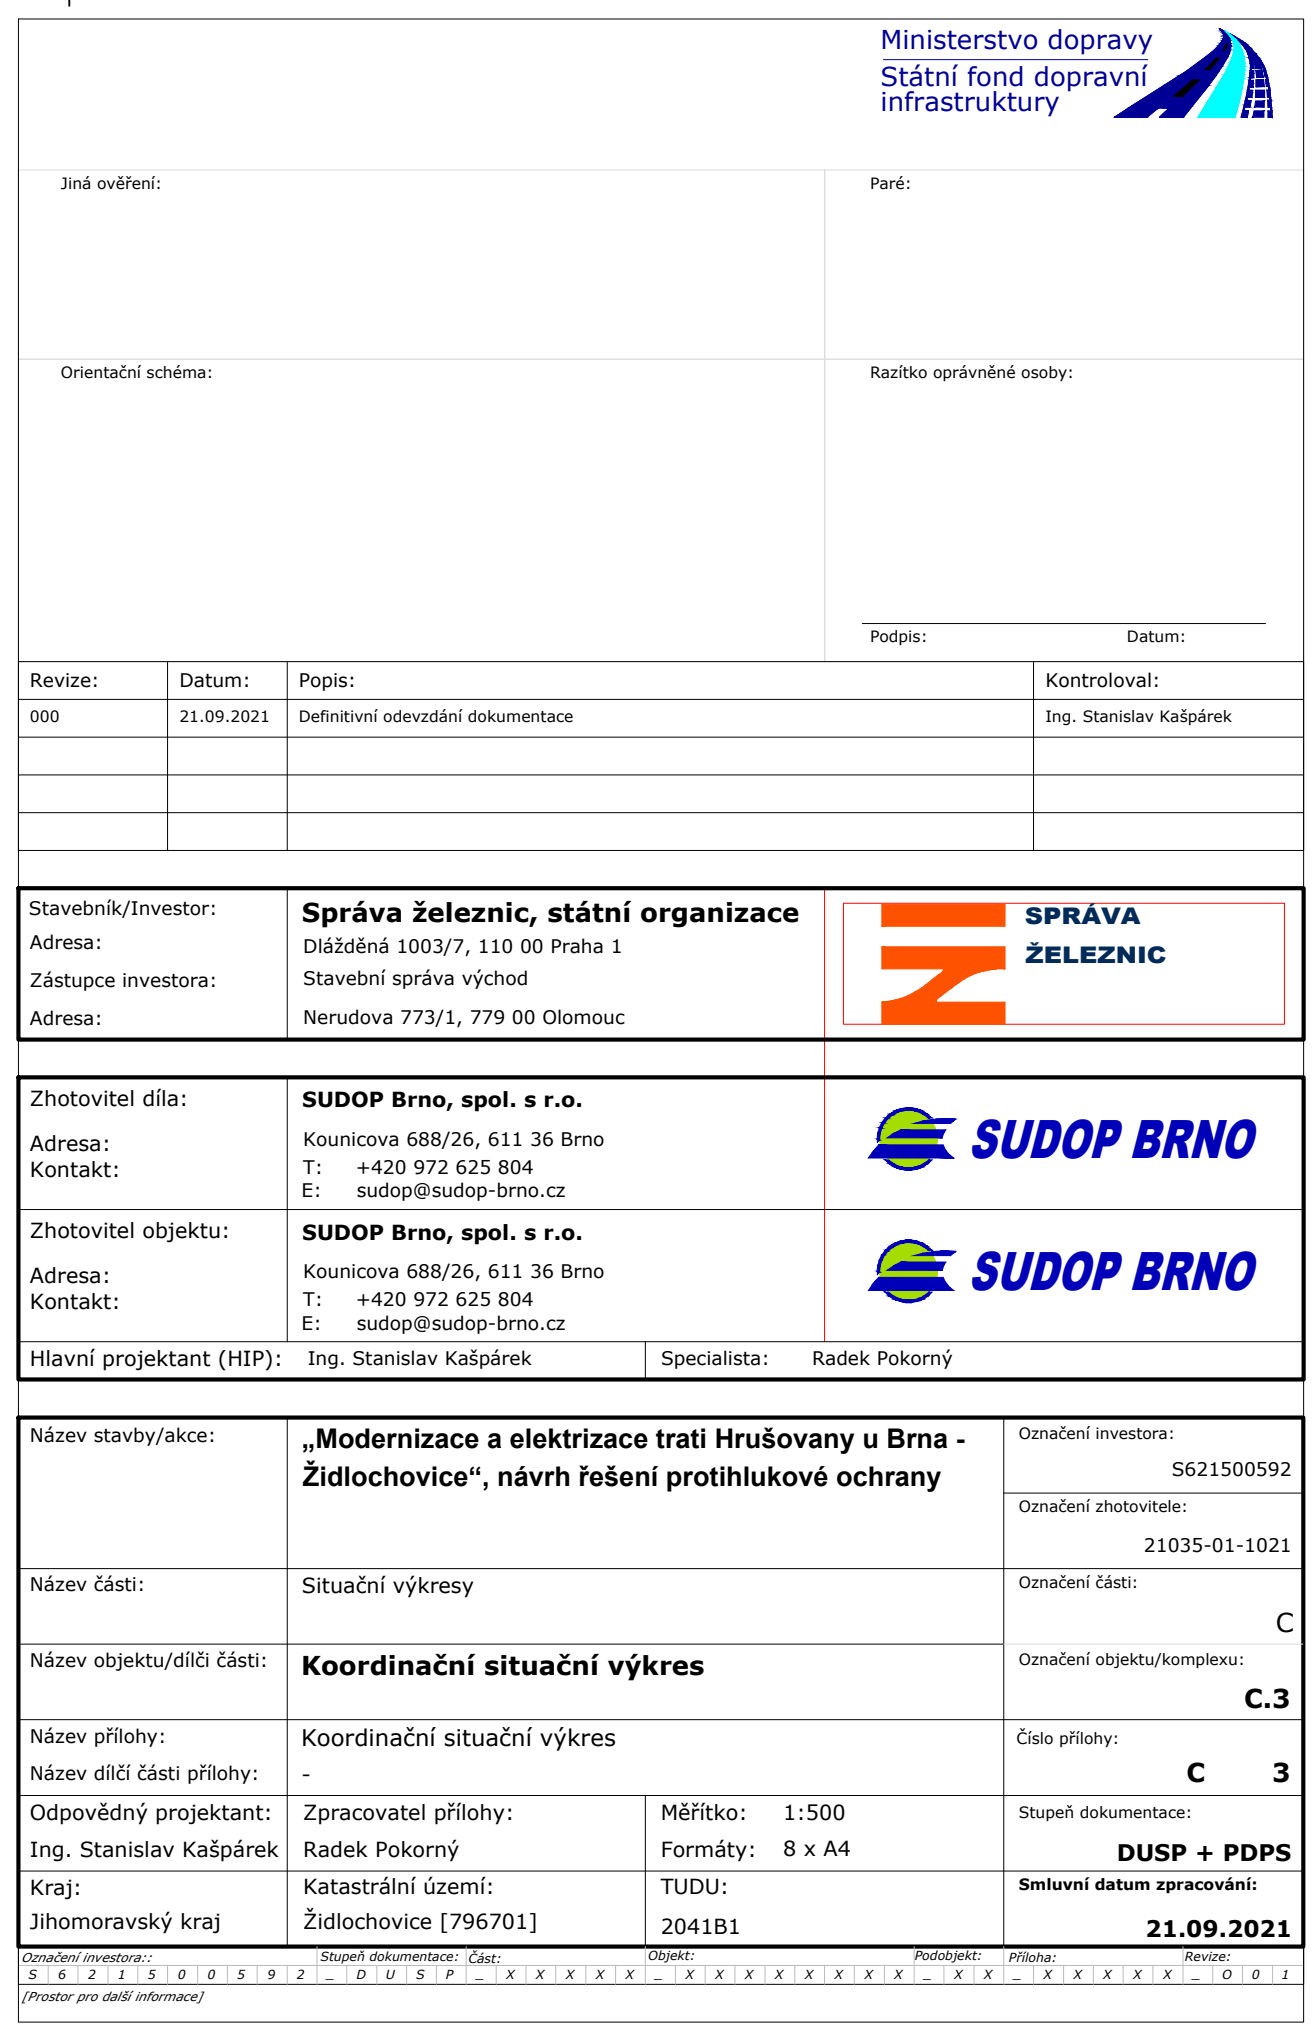 Ministerstvo dopravy
Státní fond dopravní
infrastruktury
Jiná ověření:
Paré:
Orientační schéma:
Razítko oprávněné osoby:
Podpis: Datum:
Revize: Datum: Popis: Kontroloval:
000 21.09.2021 Definitivní odevzdání dokumentace Ing. Stanislav Kašpárek
Stavebník/Investor: Správa železnic, státní organizace
Adresa: Dlážděná 1003/7, 110 00 Praha 1
Zástupce investora: Stavební správa východ
Adresa: Nerudova 773/1, 779 00 Olomouc
SPRÁVA
ŽELEZNIC
Zhotovitel díla: SUDOP Brno, spol. s r.o.
Adresa: Kounicova 688/26, 611 36 Brno
Kontakt: T: +420 972 625 804
E: sudop@sudop-brno.cz
SUDOP BRNO
Zhotovitel objektu: SUDOP Brno, spol. s r.o.
Adresa: Kounicova 688/26, 611 36 Brno
Kontakt: T: +420 972 625 804
E: sudop@sudop-brno.cz
SUDOP BRNO
Hlavní projektant (HIP): Ing. Stanislav Kašpárek Specialista: Radek Pokorný
Název stavby/akce: „Modernizace a elektrizace trati Hrušovany u Brna -
Židlochovice“, návrh řešení protihlukové ochrany
Označení investora:
S621500592
Označení zhotovitele:
21035-01-1021
Název části: Situační výkresy Označení části:
C
Název objektu/dílči části: Koordinační situační výkres Označení objektu/komplexu:
C.3
Název přílohy: Koordinační situační výkres Číslo přílohy:
Název dílčí části přílohy: - C 3
Odpovědný projektant: Zpracovatel přílohy: Měřítko: 1:500 Stupeň dokumentace:
Ing. Stanislav Kašpárek Radek Pokorný Formáty: 8 x A4 DUSP + PDPS
Kraj: Katastrální území: TUDU: Smluvní datum zpracování:
Jihomoravský kraj Židlochovice [796701] 2041B1 21.09.2021
Označení investora:: Stupeň dokumentace: Část: Objekt: Podobjekt: Příloha: Revize:
S 6 2 1 5 0 0 5 9 2 _ D U S P _ X X X X X _ X X X X X X X X _ X X _ X X X X X _ O 0 1
[Prostor pro další informace]